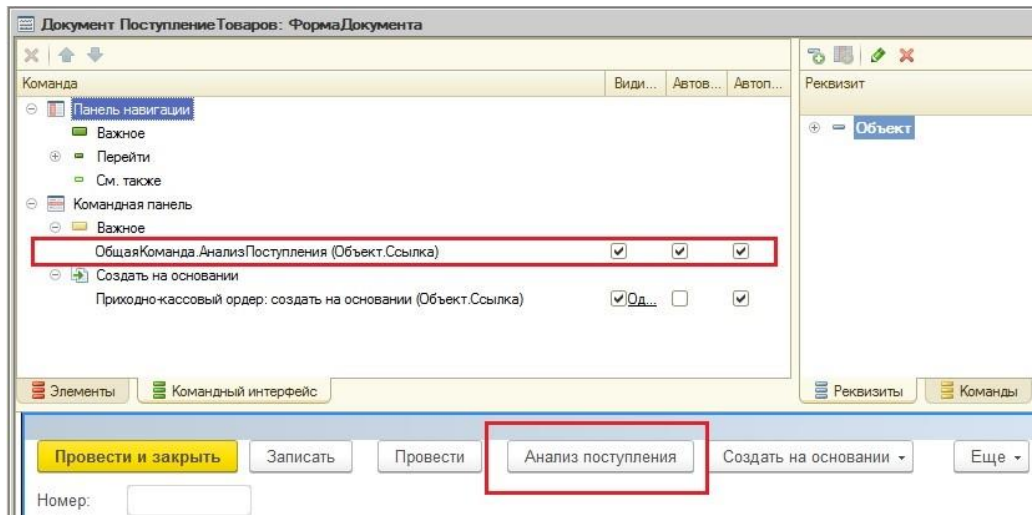 Документ ПоступлениеТоваров: ФормаДокумента
Команда Види... Автов... Автоп... Реквизит
Панель навигации
Важное
Объект
Перейти
См. также
Командная панель
Важное
ОбщаяКоманда.АнализПоступления (Объект.Ссылка)
Создать на основании
Приходно-кассовый ордер: создать на основании (Объект.Ссылка) Од...
Элементы Командный интерфейс Реквизиты Команды
Провести и закрыть Записать Провести Анализ поступления Создать на основании Еще
Номер: